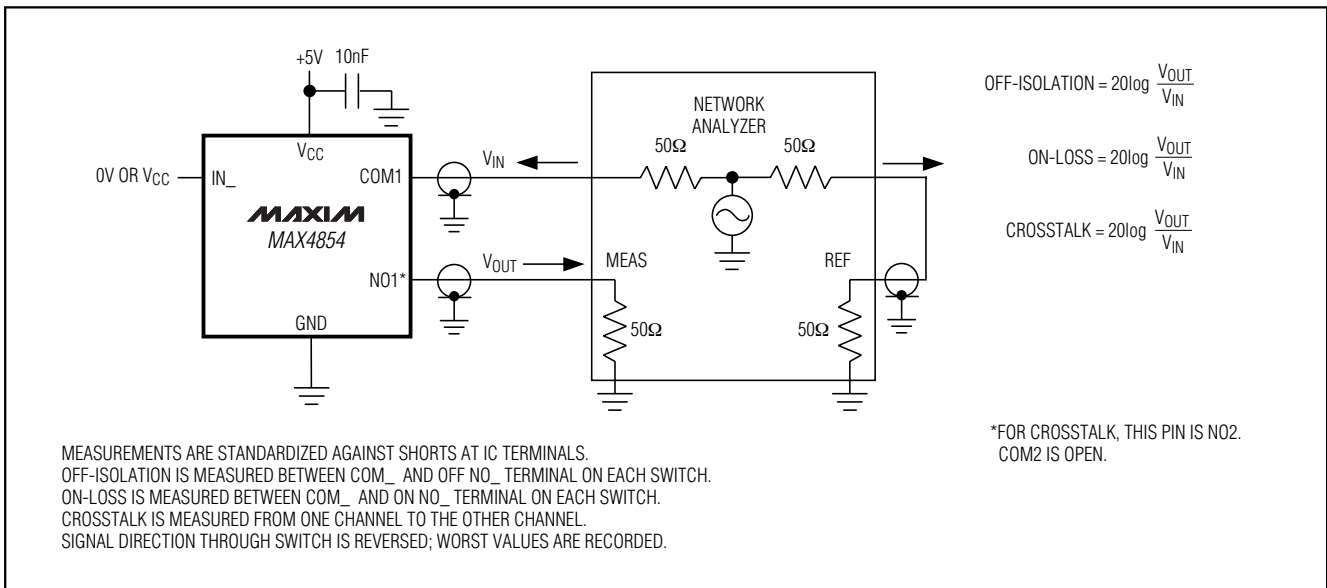 +5V 10nF
VCC
0V OR VCC
IN_
COM1
MAXIM
MAX4854
NO1*
GND
VIN
VOUT
NETWORK
ANALYZER
50Ω 50Ω
MEAS REF
50Ω 50Ω
OFF-ISOLATION = 20log VOUT/VIN
ON-LOSS = 20log VOUT/VIN
CROSSTALK = 20log VOUT/VIN
*FOR CROSSTALK, THIS PIN IS NO2.
COM2 IS OPEN.
MEASUREMENTS ARE STANDARDIZED AGAINST SHORTS AT IC TERMINALS.
OFF-ISOLATION IS MEASURED BETWEEN COM_ AND OFF NO_ TERMINAL ON EACH SWITCH.
ON-LOSS IS MEASURED BETWEEN COM_ AND ON NO_ TERMINAL ON EACH SWITCH.
CROSSTALK IS MEASURED FROM ONE CHANNEL TO THE OTHER CHANNEL.
SIGNAL DIRECTION THROUGH SWITCH IS REVERSED; WORST VALUES ARE RECORDED.